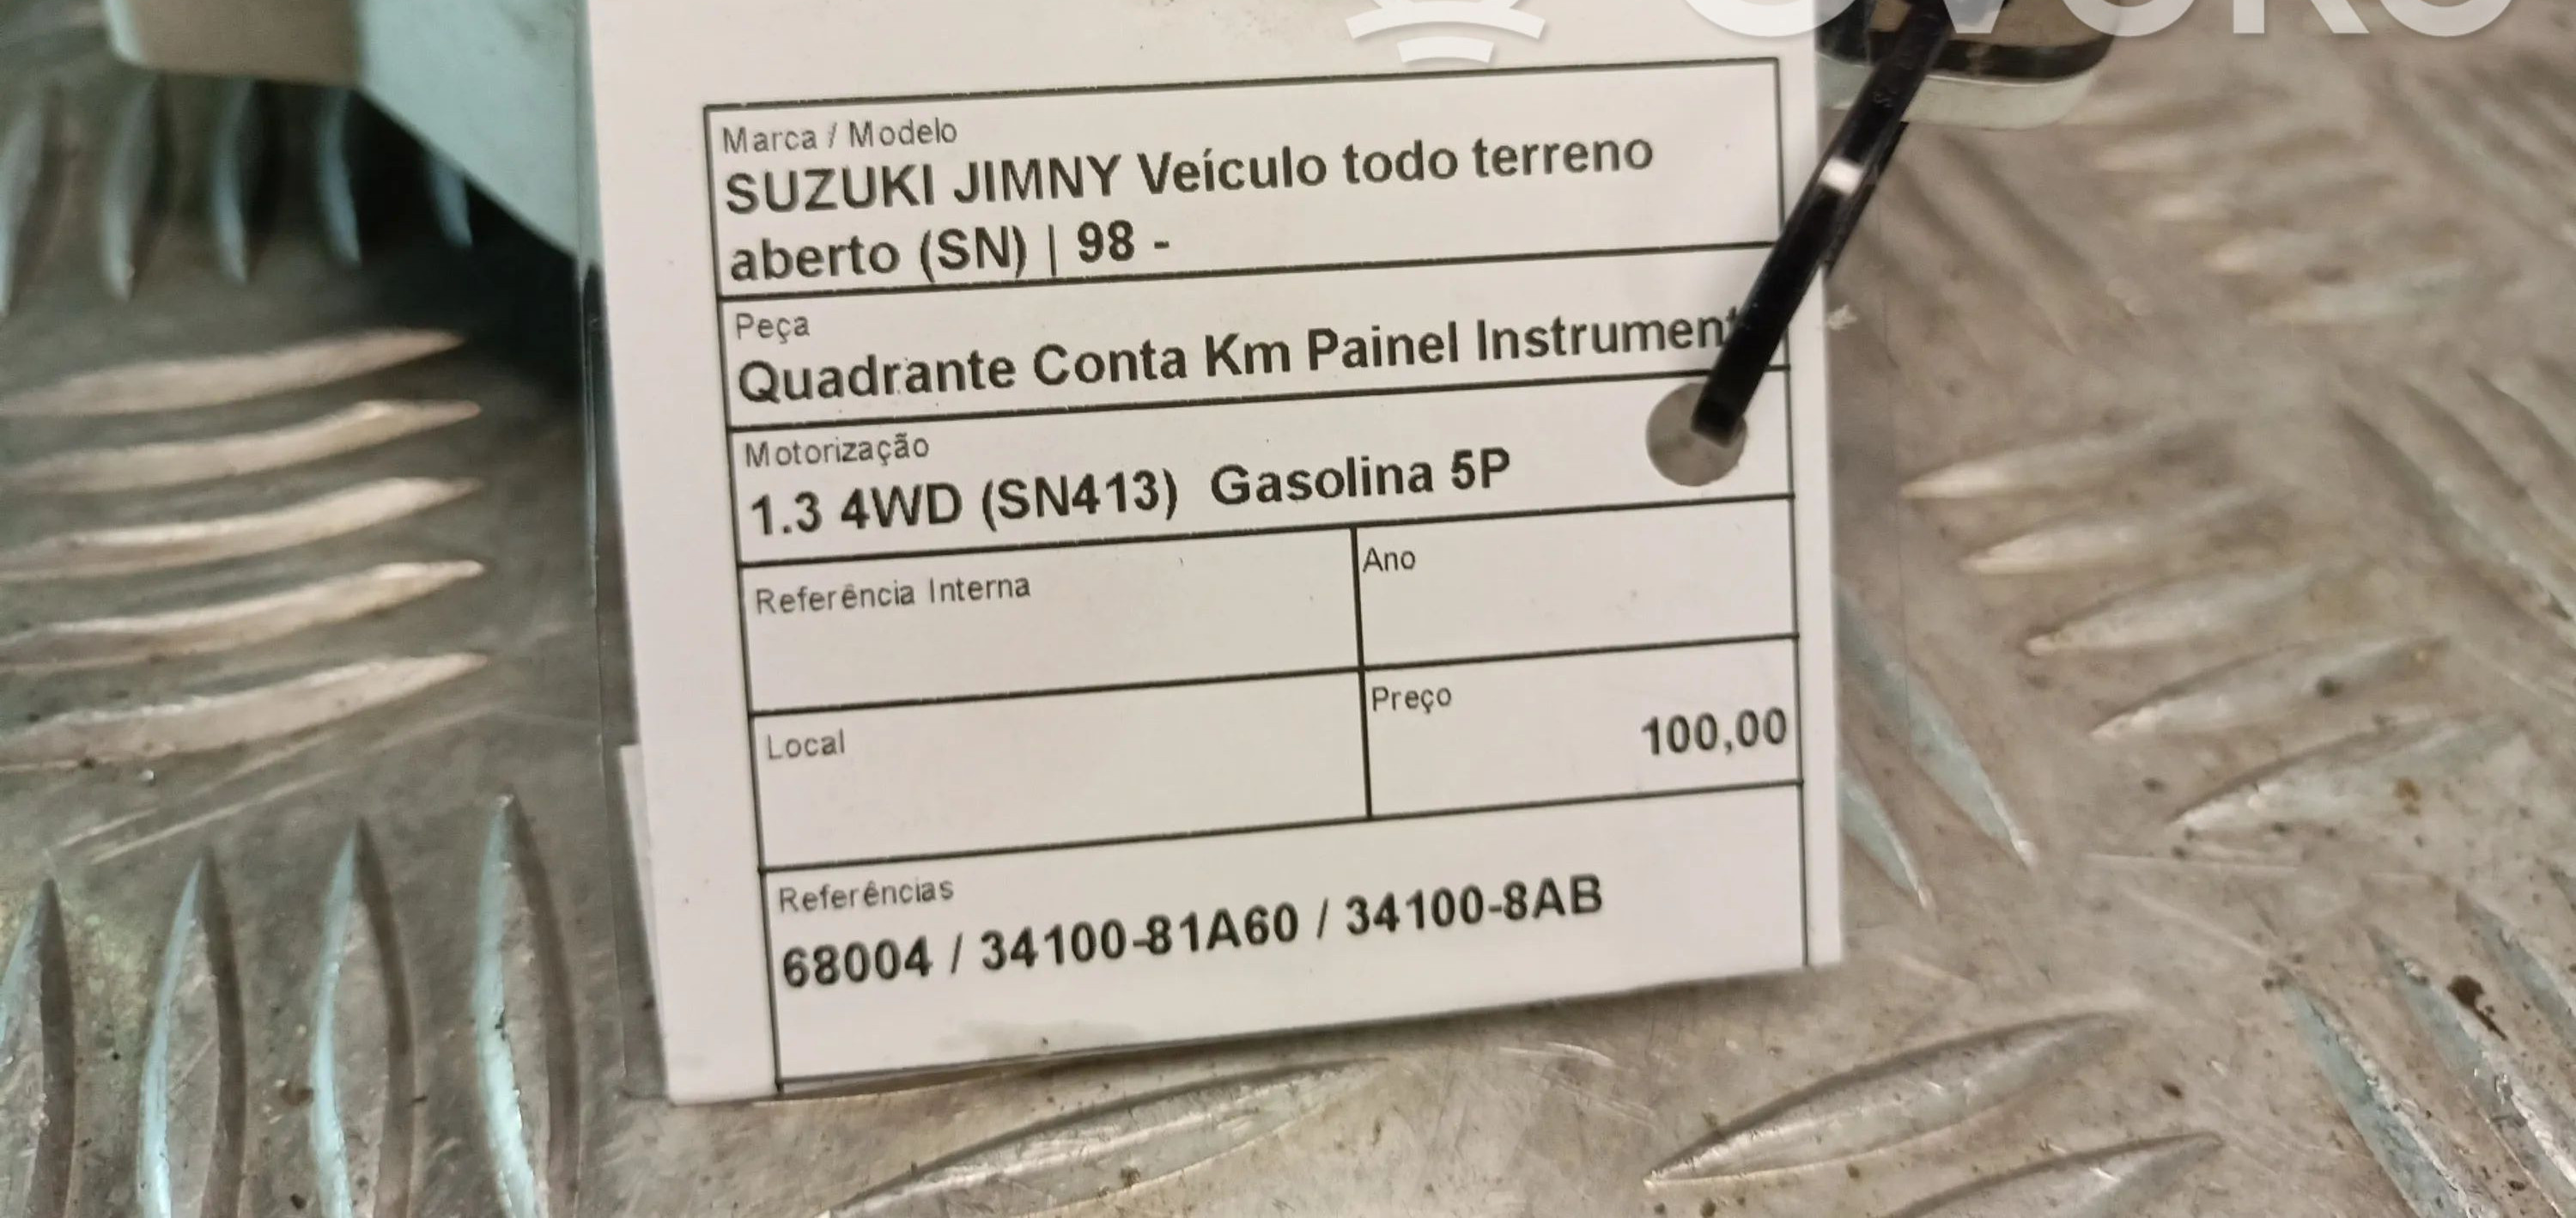 Marca / Modelo
SUZUKI JIMNY Veículo todo terreno
aberto (SN) | 98 -
Peça
Quadrante Conta Km Painel
Motorização
1.3 4WD (SN413) Gasolina 5P
Referência Interna
Ano
Local
Preço
100,00
Referências
68004 / 34100-81A60 / 34100-8AB